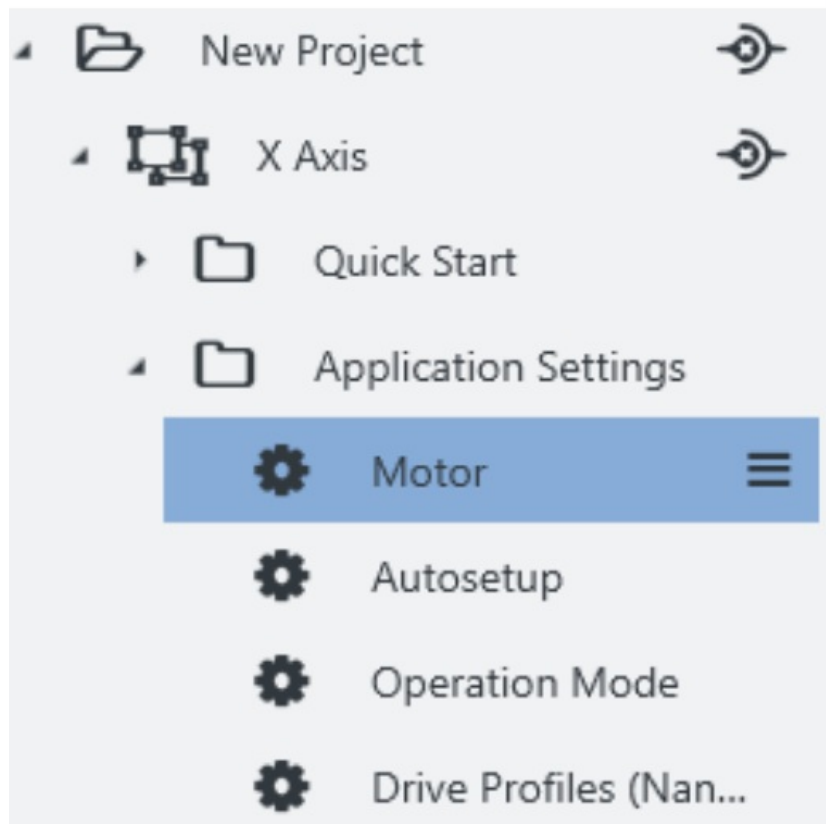 New Project
X Axis
Quick Start
Application Settings
Motor
Autosetup
Operation Mode
Drive Profiles (Nan...